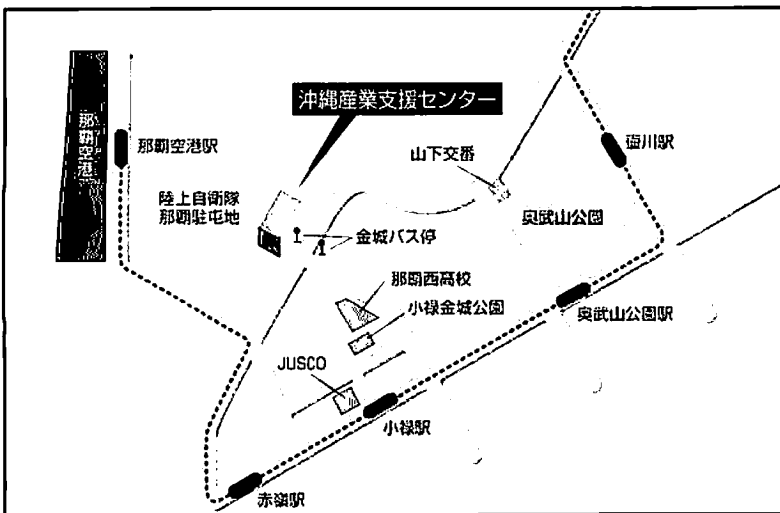 沖縄産業支援センター
那覇空港
那覇空港駅
山下交番
壺川駅
陸上自衛隊
那覇駐屯地
奥武山公園
金城バス停
那覇西高校
小禄金城公園
奥武山公園駅
JUSCO
小禄駅
赤嶺駅